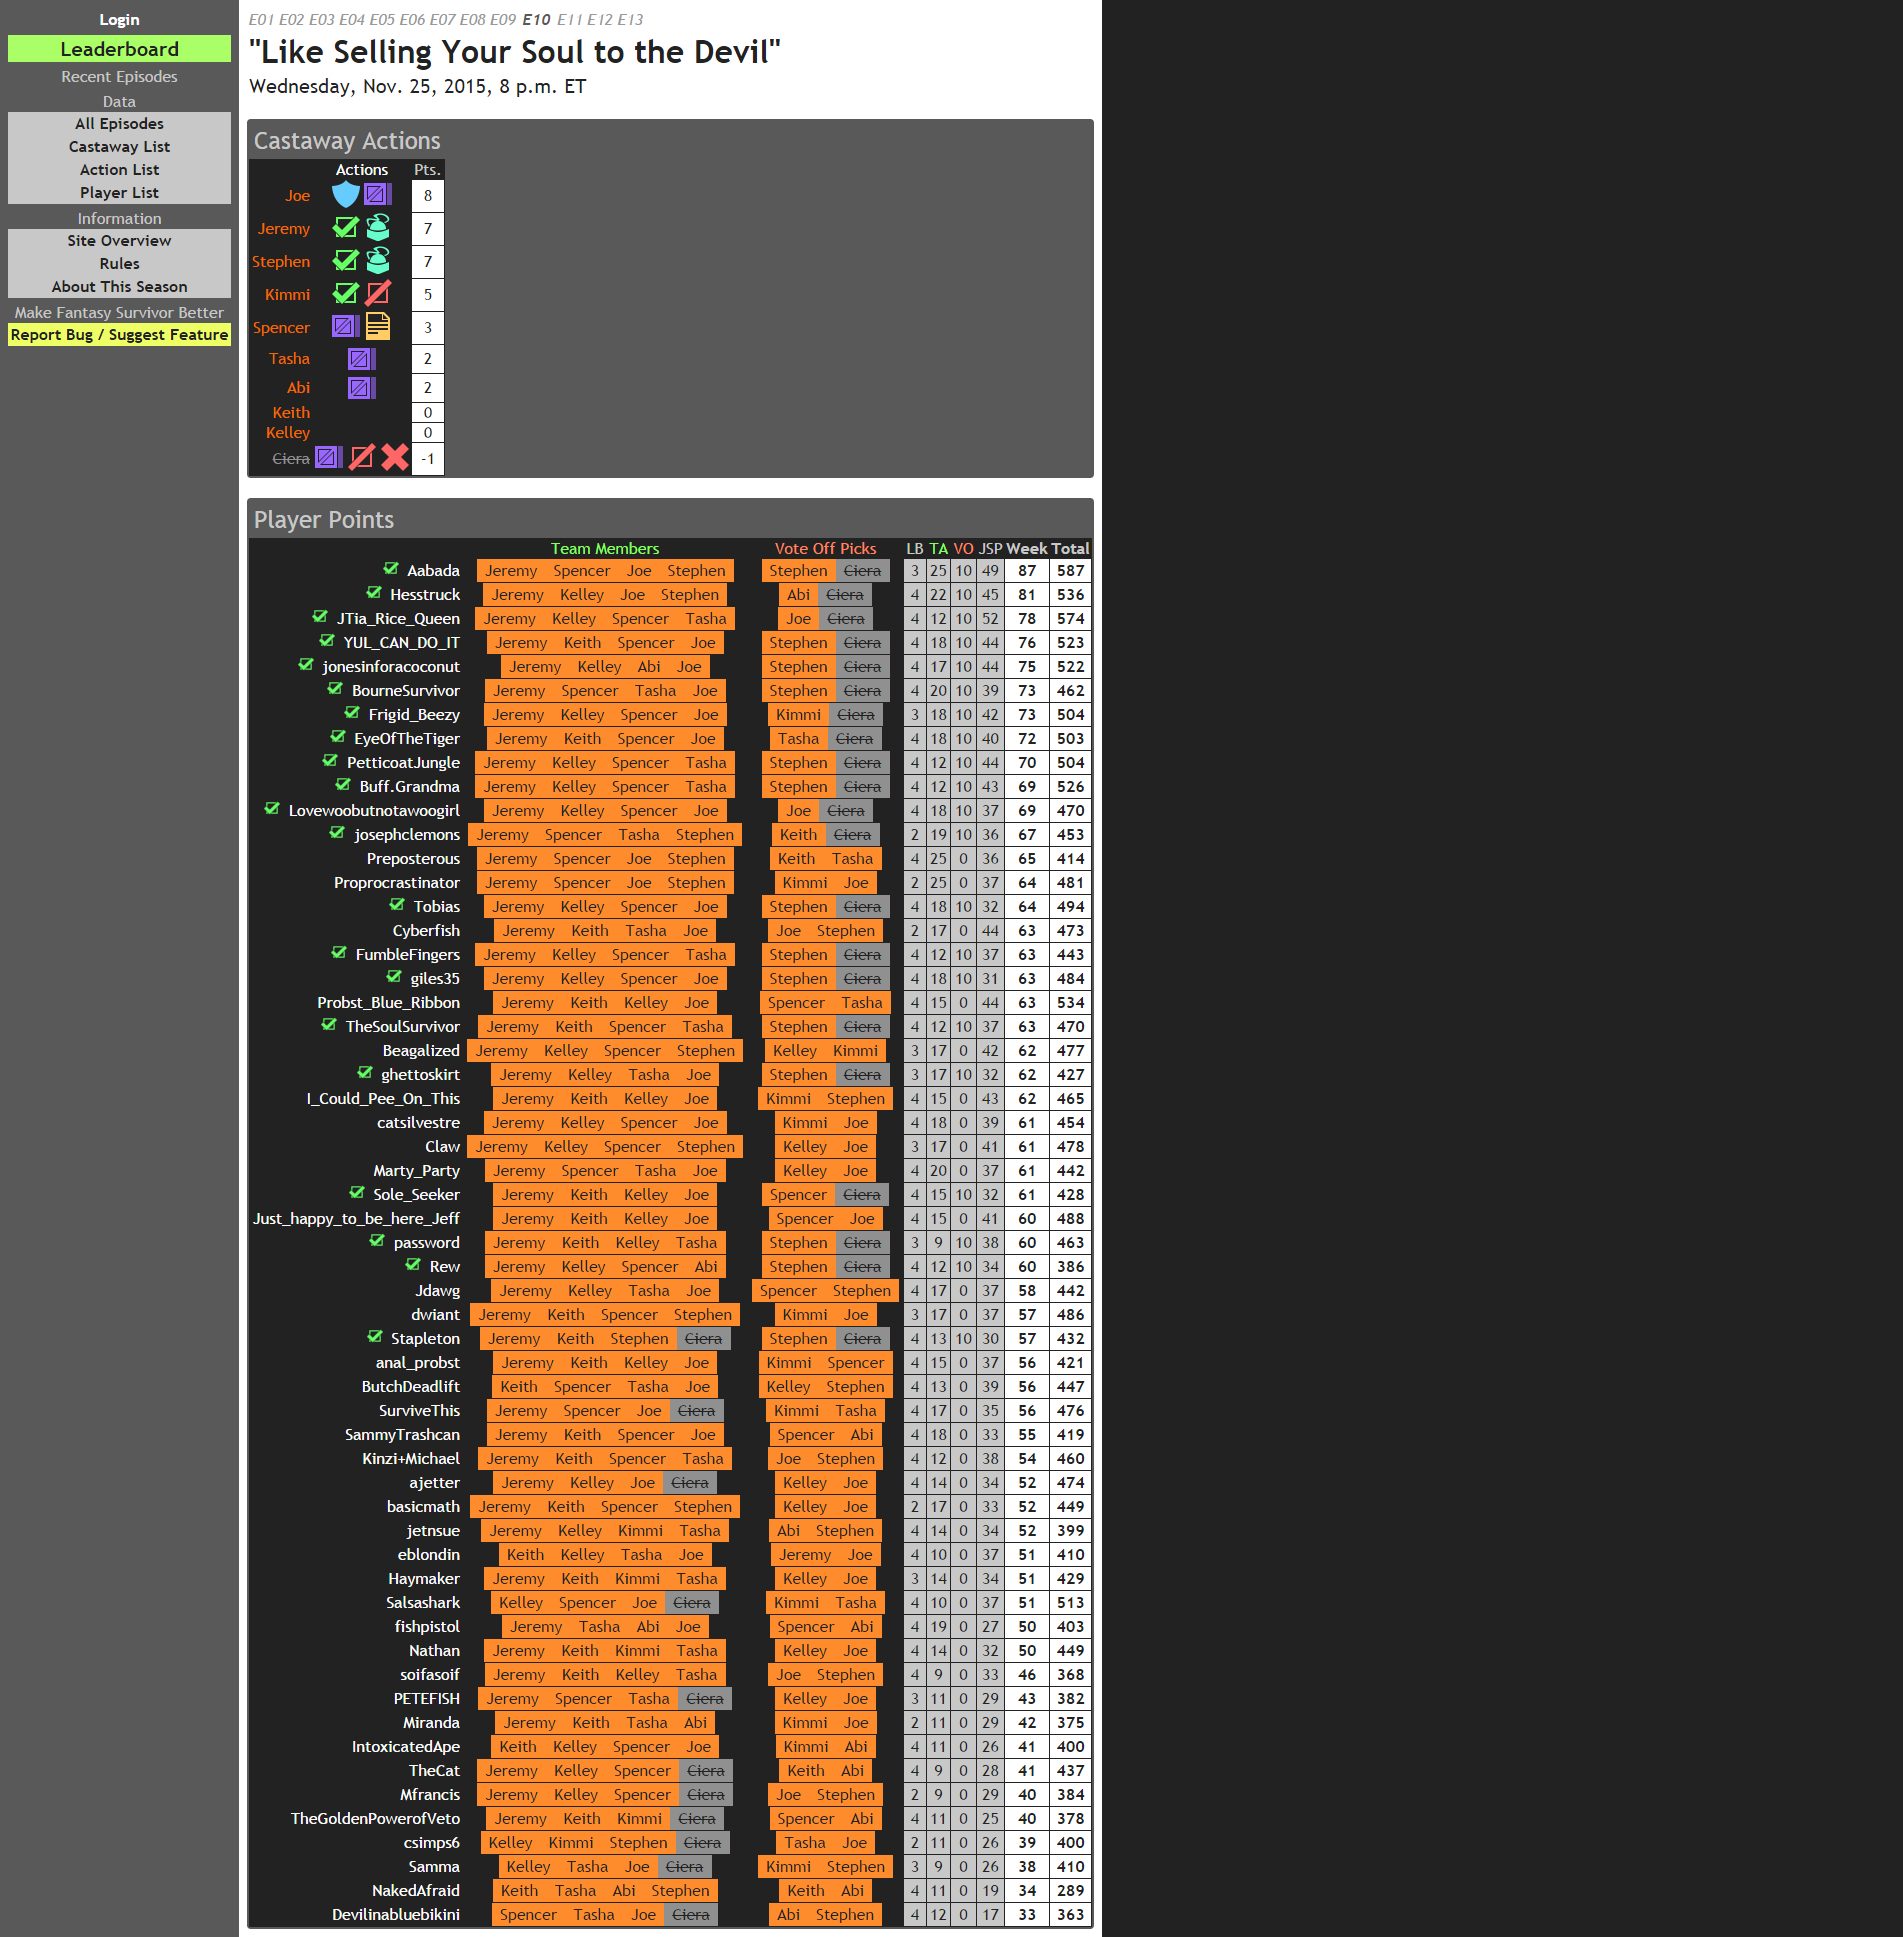 Login
Leaderboard
Recent Episodes
Data
All Episodes
Castaway List
Action List
Player List
Information
Site Overview
Rules
About This Season
Make Fantasy Survivor Better
Report Bug / Suggest Feature
E01 E02 E03 E04 E05 E06 E07 E08 E09 E10 E11 E12 E13
"Like Selling Your Soul to the Devil"
Wednesday, Nov. 25, 2015, 8 p.m. ET
Castaway Actions
Actions Pts.
Joe 8
Jeremy 7
Stephen 7
Kimmi 5
Spencer 3
Tasha 2
Abi 2
Keith 0
Kelley 0
Ciera -1
Player Points
Team Members Vote Off Picks LB TA VO JSP Week Total
Aabada Jeremy Spencer Joe Stephen Stephen Ciera 3 25 10 49 87 587
Hesstruck Jeremy Kelley Joe Stephen Abi Ciera 4 22 10 45 81 536
JTia_Rice_Queen Jeremy Kelley Spencer Tasha Joe Ciera 4 12 10 52 78 574
YUL_CAN_DO_IT Jeremy Keith Spencer Joe Stephen Ciera 4 18 10 44 76 523
jonesinforacoconut Jeremy Kelley Abi Joe Stephen Ciera 4 17 10 44 75 522
BourneSurvivor Jeremy Spencer Tasha Joe Stephen Ciera 4 20 10 39 73 462
Frigid_Beezy Jeremy Kelley Spencer Joe Kimmi Ciera 3 18 10 42 73 504
EyeOfTheTiger Jeremy Keith Spencer Joe Tasha Ciera 4 18 10 40 72 503
PetticoatJungle Jeremy Kelley Spencer Tasha Stephen Ciera 4 12 10 44 70 504
Buff.Grandma Jeremy Kelley Spencer Tasha Stephen Ciera 4 12 10 43 69 526
Lovewoobutnotawoogirl Jeremy Kelley Spencer Joe Joe Ciera 4 18 10 37 69 470
josephclemons Jeremy Spencer Tasha Stephen Keith Ciera 2 19 10 36 67 453
Preposterous Jeremy Spencer Joe Stephen Keith Tasha 4 25 0 36 65 414
Proprocrastinator Jeremy Spencer Joe Stephen Kimmi Joe 2 25 0 37 64 481
Tobias Jeremy Kelley Spencer Joe Stephen Ciera 4 18 10 32 64 494
Cyberfish Jeremy Keith Tasha Joe Joe Stephen 2 17 0 44 63 473
FumbleFingers Jeremy Kelley Spencer Tasha Stephen Ciera 4 12 10 37 63 443
giles35 Jeremy Kelley Spencer Joe Stephen Ciera 4 18 10 31 63 484
Probst_Blue_Ribbon Jeremy Keith Kelley Joe Spencer Tasha 4 15 0 44 63 534
TheSoulSurvivor Jeremy Keith Spencer Tasha Stephen Ciera 4 12 10 37 63 470
Beagalized Jeremy Kelley Spencer Stephen Kelley Kimmi 3 17 0 42 62 477
ghettoskirt Jeremy Kelley Tasha Joe Stephen Ciera 3 17 10 32 62 427
I_Could_Pee_On_This Jeremy Keith Kelley Joe Kimmi Stephen 4 15 0 43 62 465
catsilvestre Jeremy Kelley Spencer Joe Kimmi Joe 4 18 0 39 61 454
Claw Jeremy Kelley Spencer Stephen Kelley Joe 3 17 0 41 61 478
Marty_Party Jeremy Spencer Tasha Joe Kelley Joe 4 20 0 37 61 442
Sole_Seeker Jeremy Keith Kelley Joe Spencer Ciera 4 15 10 32 61 428
Just_happy_to_be_here_Jeff Jeremy Keith Kelley Joe Spencer Joe 4 15 0 41 60 488
password Jeremy Keith Kelley Tasha Stephen Ciera 3 9 10 38 60 463
Rew Jeremy Kelley Spencer Abi Stephen Ciera 4 12 10 34 60 386
Jdawg Jeremy Kelley Tasha Joe Spencer Stephen 4 17 0 37 58 442
dwiant Jeremy Keith Spencer Stephen Kimmi Joe 3 17 0 37 57 486
Stapleton Jeremy Keith Stephen Ciera Stephen Ciera 4 13 10 30 57 432
anal_probst Jeremy Keith Kelley Joe Kimmi Spencer 4 15 0 37 56 421
ButchDeadlift Keith Spencer Tasha Joe Kelley Stephen 4 13 0 39 56 447
SurviveThis Jeremy Spencer Joe Ciera Kimmi Tasha 4 17 0 35 56 476
SammyTrashcan Jeremy Keith Spencer Joe Spencer Abi 4 18 0 33 55 419
Kinzi+Michael Jeremy Keith Spencer Tasha Joe Stephen 4 12 0 38 54 460
ajetter Jeremy Kelley Joe Ciera Kelley Joe 4 14 0 34 52 474
basicmath Jeremy Keith Spencer Stephen Kelley Joe 2 17 0 33 52 449
jetnsue Jeremy Kelley Kimmi Tasha Abi Stephen 4 14 0 34 52 399
eblondin Keith Kelley Tasha Joe Jeremy Joe 4 10 0 37 51 410
Haymaker Jeremy Keith Kimmi Tasha Kelley Joe 3 14 0 34 51 429
Salsashark Kelley Spencer Joe Ciera Kimmi Tasha 4 10 0 37 51 513
fishpistol Jeremy Tasha Abi Joe Spencer Abi 4 19 0 27 50 403
Nathan Jeremy Keith Kimmi Tasha Kelley Joe 4 14 0 32 50 449
soifasoif Jeremy Keith Kelley Tasha Joe Stephen 4 9 0 33 46 368
PETEFISH Jeremy Spencer Tasha Ciera Kelley Joe 3 11 0 29 43 382
Miranda Jeremy Keith Tasha Abi Kimmi Joe 2 11 0 29 42 375
IntoxicatedApe Keith Kelley Spencer Joe Kimmi Abi 4 11 0 26 41 400
TheCat Jeremy Kelley Spencer Ciera Keith Abi 4 9 0 28 41 437
Mfrancis Jeremy Kelley Spencer Ciera Joe Stephen 2 9 0 29 40 384
TheGoldenPowerofVeto Jeremy Keith Kimmi Ciera Spencer Abi 4 11 0 25 40 378
csimps6 Kelley Kimmi Stephen Ciera Tasha Joe 2 11 0 26 39 400
Samma Kelley Tasha Joe Ciera Kimmi Stephen 3 9 0 26 38 410
NakedAfraid Keith Tasha Abi Stephen Keith Abi 4 11 0 19 34 289
Devilinabluebikini Spencer Tasha Joe Ciera Abi Stephen 4 12 0 17 33 363